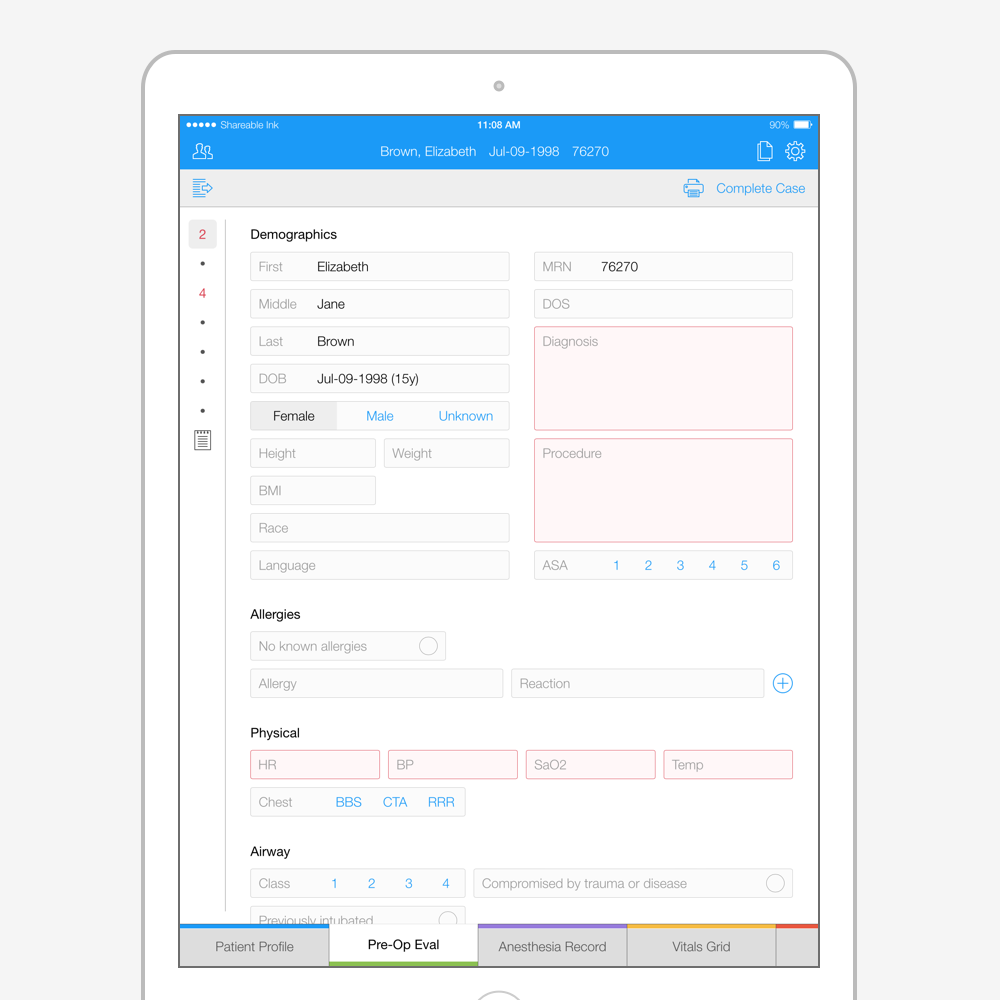 Shareable Ink 11:08 AM 90%
Brown, Elizabeth Jul-09-1998 76270
Complete Case
2
4
Demographics
First Elizabeth MRN 76270
Middle Jane DOS
Last Brown Diagnosis
DOB Jul-09-1998 (15y)
Female Male Unknown
Height Weight Procedure
BMI
Race
Language ASA 1 2 3 4 5 6
Allergies
No known allergies
Allergy Reaction
Physical
HR BP SaO2 Temp
Chest BBS CTA RRR
Airway
Class 1 2 3 4 Compromised by trauma or disease
Previously intubated
Patient Profile Pre-Op Eval Anesthesia Record Vitals Grid